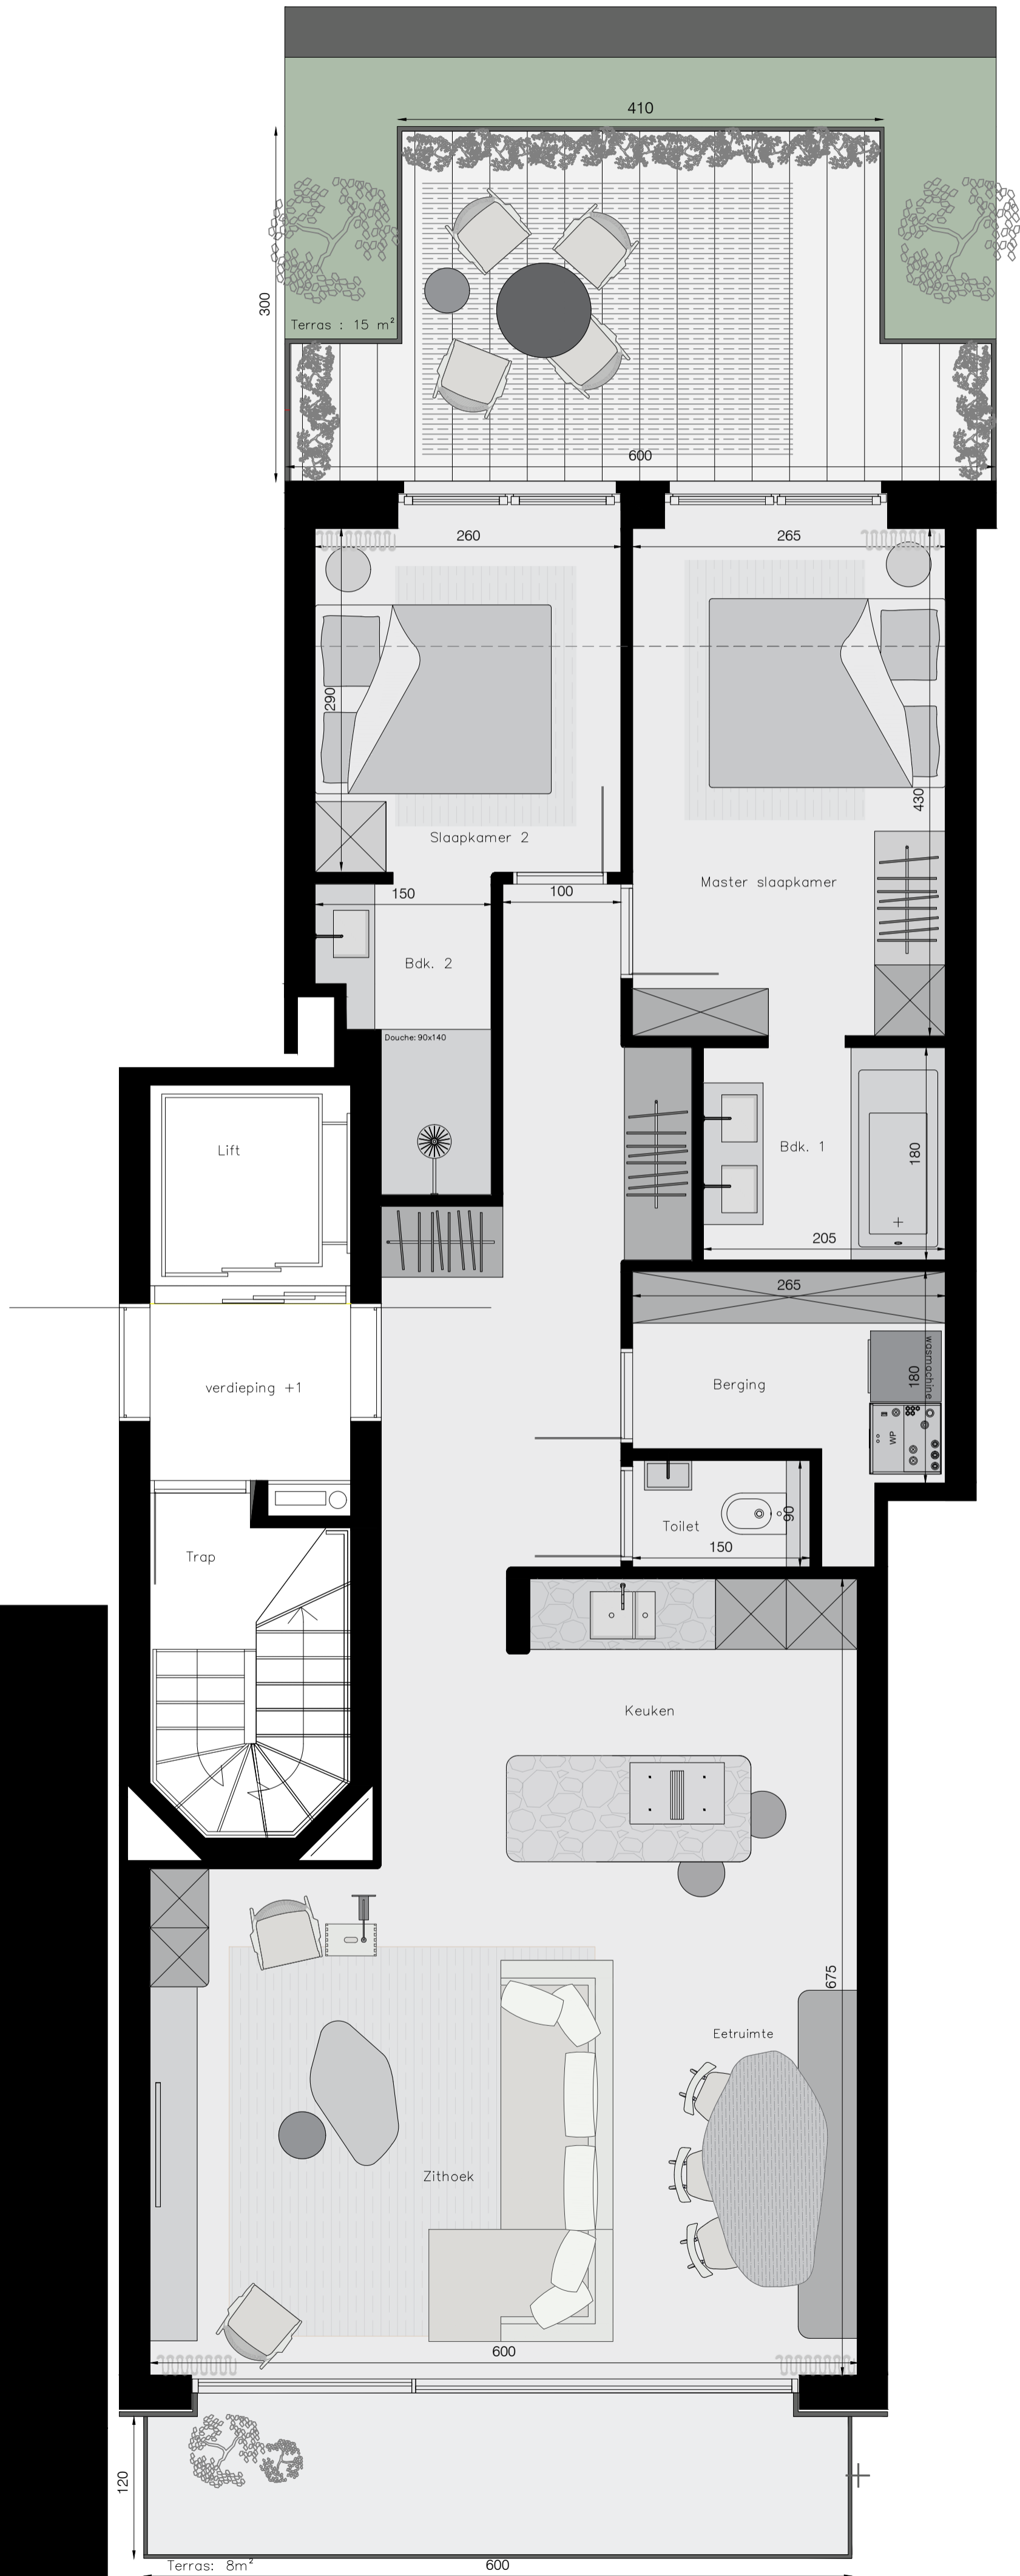 410
300
Terras : 15 m²
600
260
265
290
430
Slaapkamer 2
Master slaapkamer
150
100
Bdk. 2
Douche: 90x140
Lift
Bdk. 1
180
205
265
verdieping +1
Berging
180
wasmachine
WP
Toilet
90
150
Trap
Keuken
675
Eetruimte
Zithoek
600
120
Terras: 8m²
600